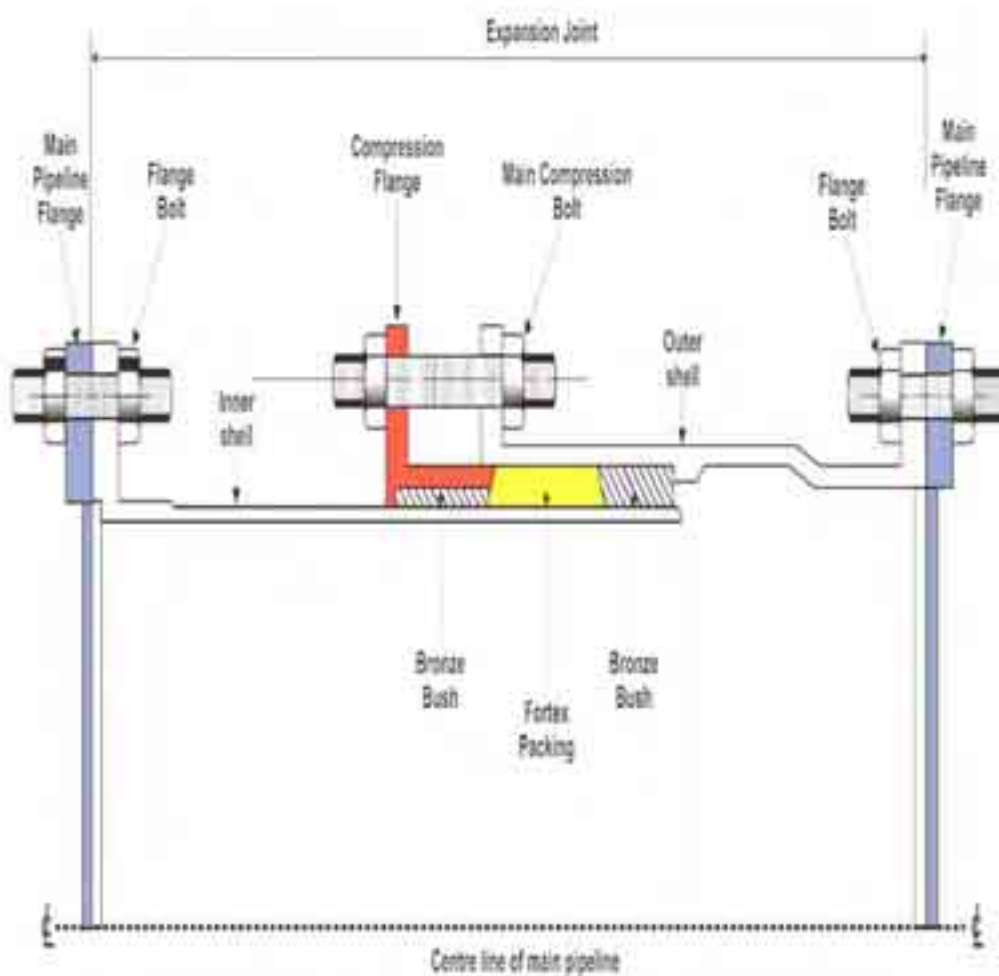 Expansion Joint
Main
Pipeline
Flange
Flange
Bolt
Compression
Flange
Main Compression
Bolt
Flange
Bolt
Main
Pipeline
Flange
Inner
shell
Outer
shell
Bronze
Bush
Fortex
Packing
Bronze
Bush
Centre line of main pipeline